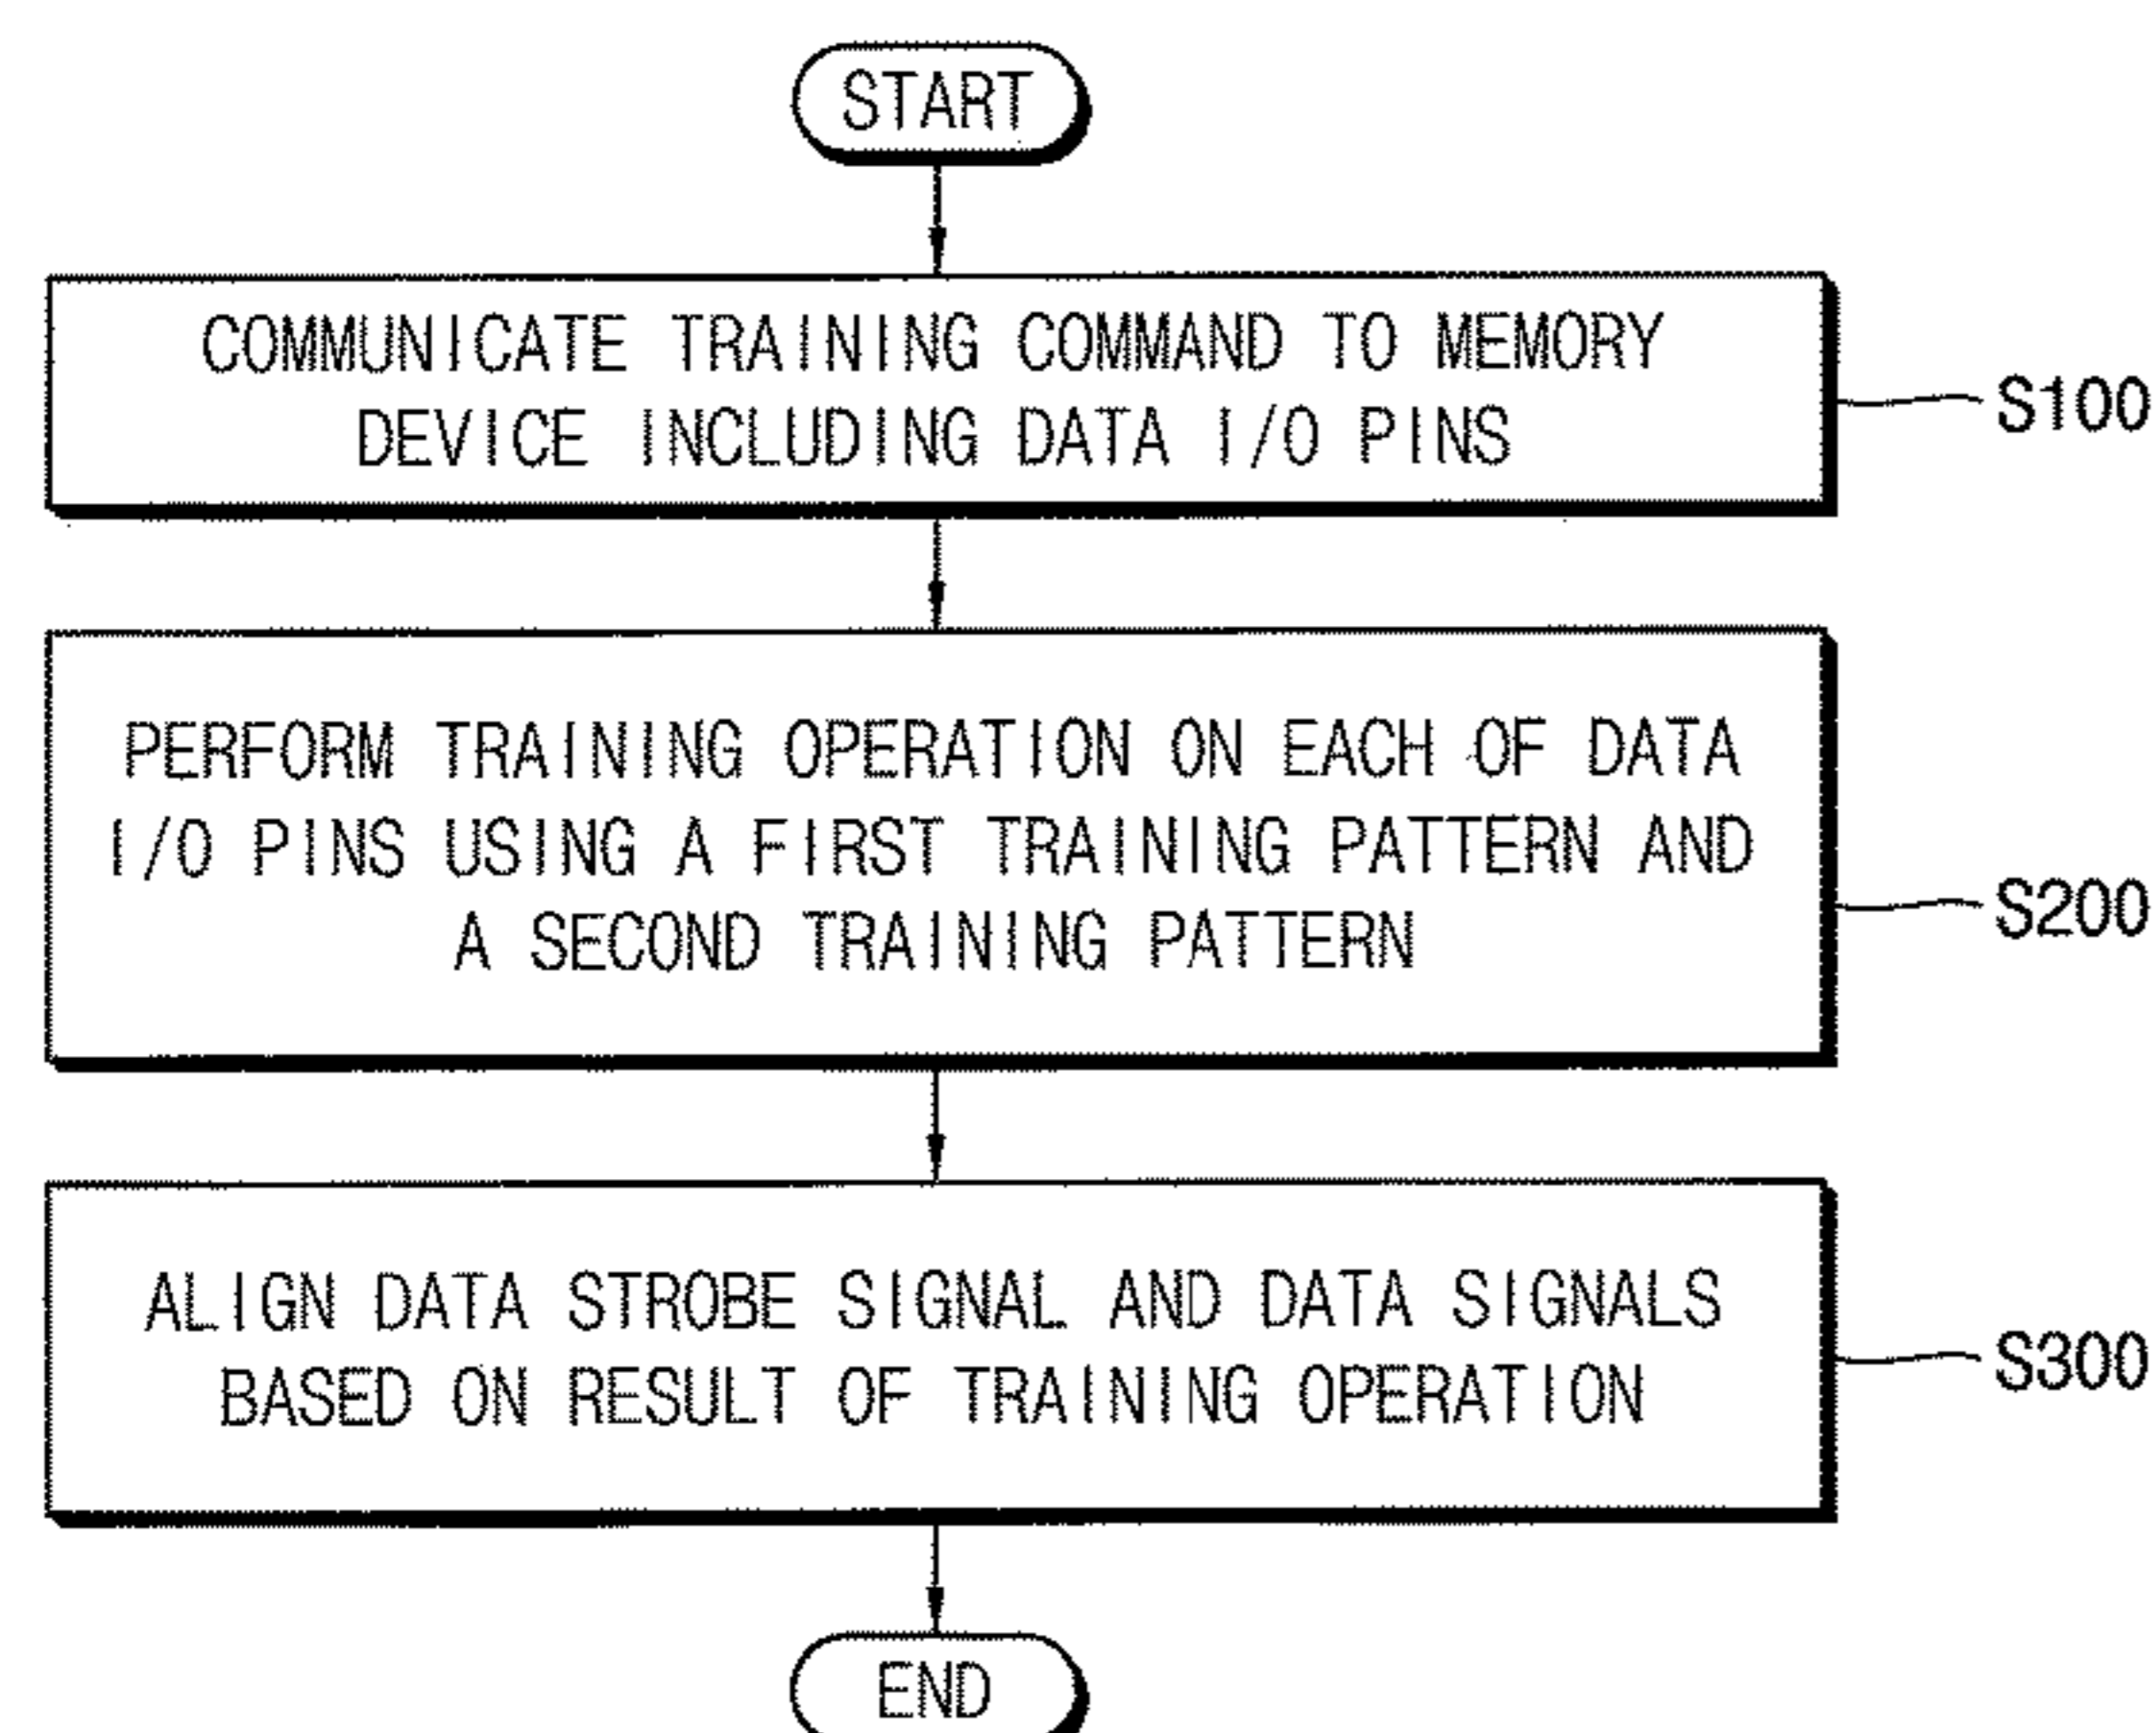 START
COMMUNICATE TRAINING COMMAND TO MEMORY
DEVICE INCLUDING DATA I/O PINS
S100
PERFORM TRAINING OPERATION ON EACH OF DATA
I/O PINS USING A FIRST TRAINING PATTERN AND
A SECOND TRAINING PATTERN
S200
ALIGN DATA STROBE SIGNAL AND DATA SIGNALS
BASED ON RESULT OF TRAINING OPERATION
S300
END